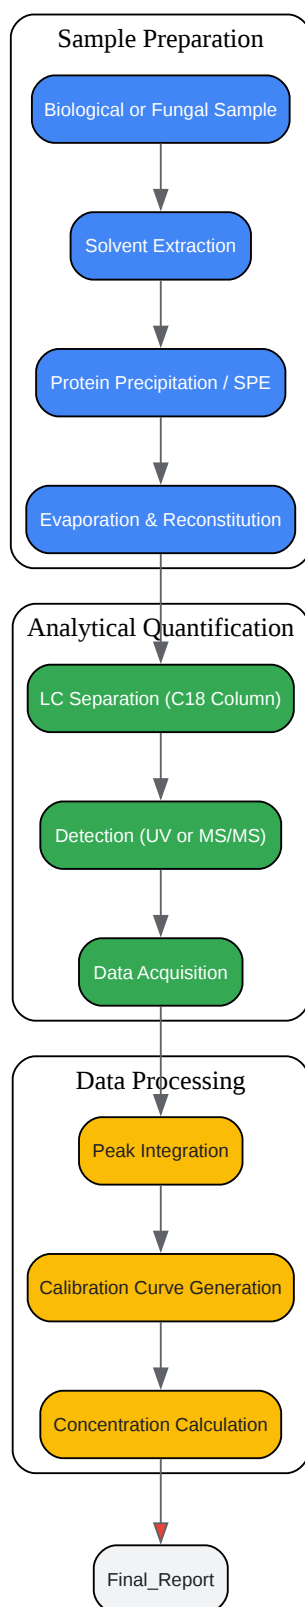 Sample Preparation
Biological or Fungal Sample
Solvent Extraction
Protein Precipitation / SPE
Evaporation & Reconstitution
Analytical Quantification
LC Separation (C18 Column)
Detection (UV or MS/MS)
Data Acquisition
Data Processing
Peak Integration
Calibration Curve Generation
Concentration Calculation
Final_Report